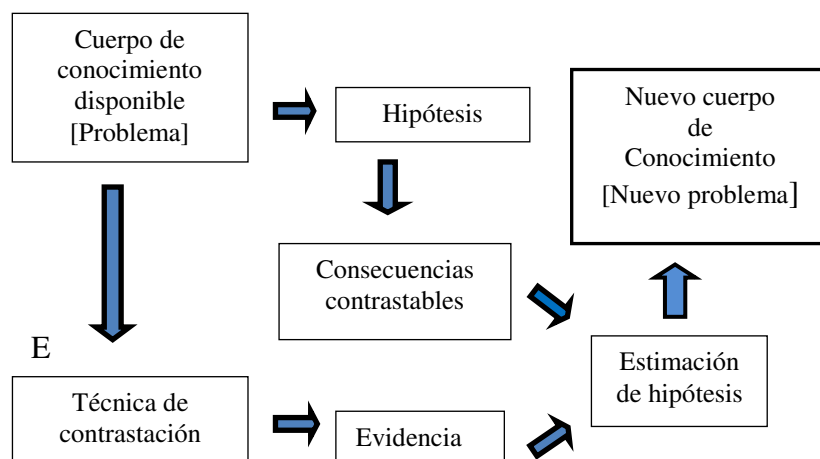 Cuerpo de
conocimiento
disponible
[Problema]
Hipótesis
Nuevo cuerpo
de
Conocimiento
[Nuevo problema]
Consecuencias
contrastables
E
Estimación
de hipótesis
Técnica de
contrastación
Evidencia